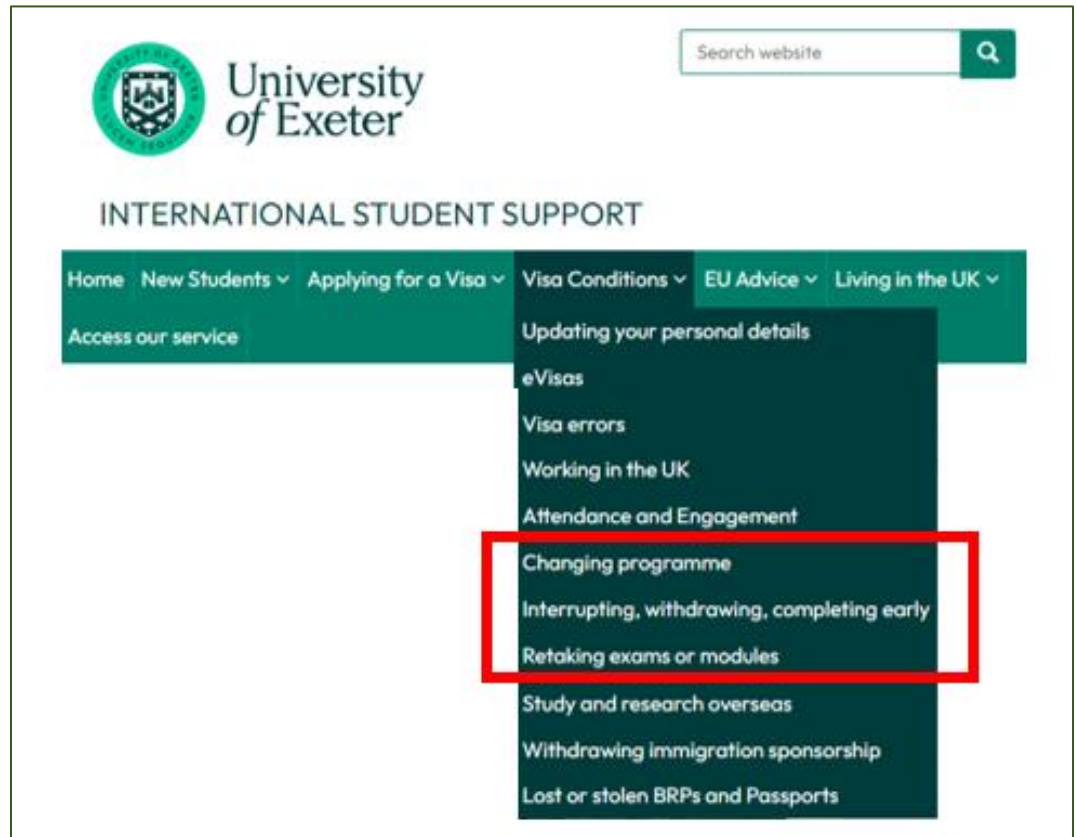 University
of Exeter
Search website
INTERNATIONAL STUDENT SUPPORT
Home New Students Applying for a Visa Visa Conditions EU Advice Living in the UK
Access our service
Updating your personal details
eVisas
Visa errors
Working in the UK
Attendance and Engagement
Changing programme
Interrupting, withdrawing, completing early
Retaking exams or modules
Study and research overseas
Withdrawing immigration sponsorship
Lost or stolen BRPs and Passports